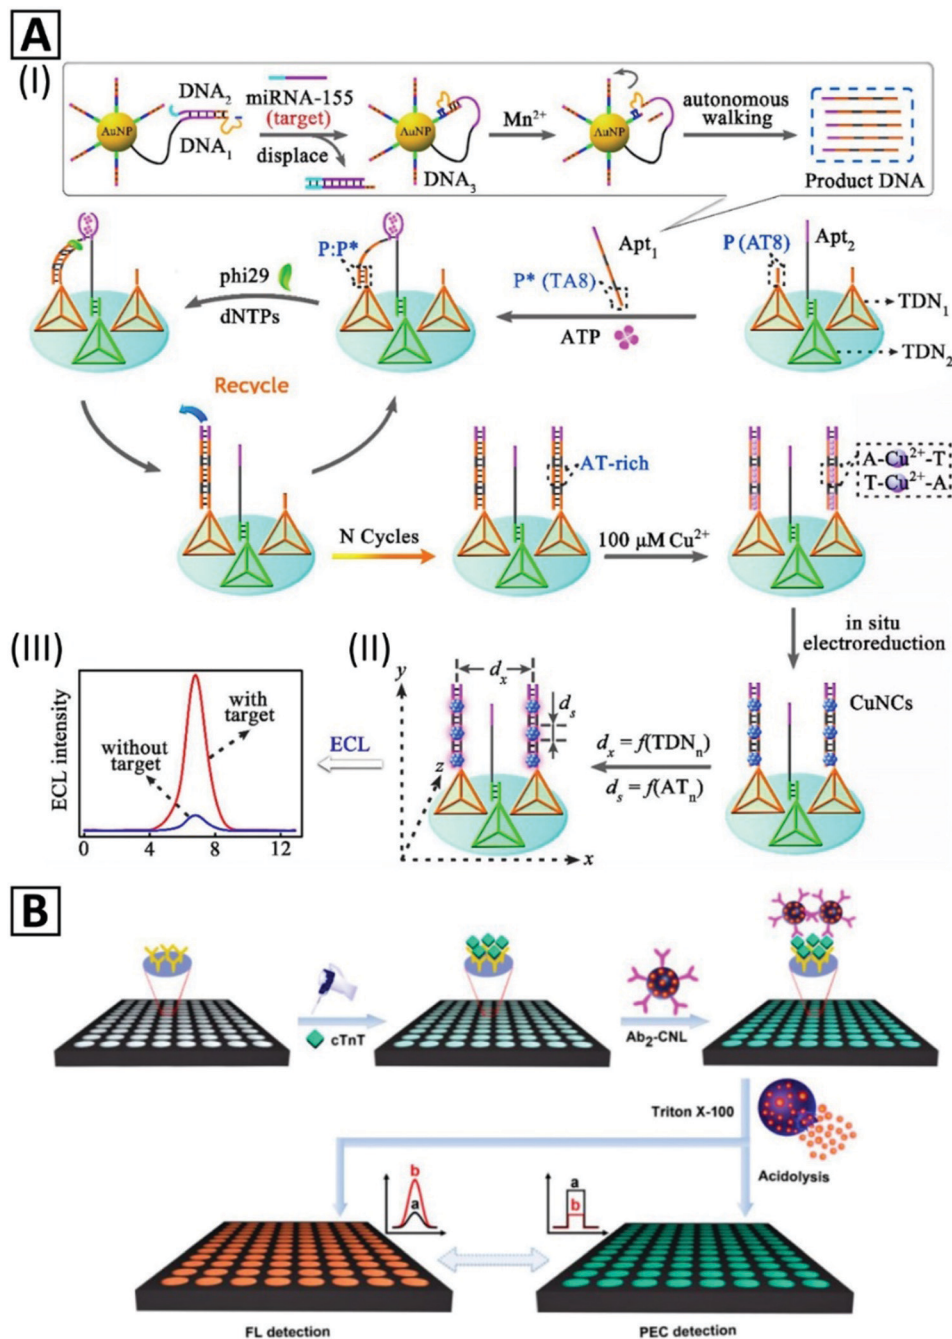 A
(I)
DNA2
miRNA-155
(target)
displace
AuNP
DNA1
AuNP
DNA3
Mn2+
AuNP
autonomous
walking
Product DNA
P:P*
Apt1
P* (TA8)
P (AT8)
Apt2
phi29
dNTPs
ATP
TDN1
TDN2
Recycle
AT-rich
A-Cu2+-T
T-Cu2+-A
N Cycles
100 μM Cu2+
in situ
electroreduction
(III)
(II)
ECL intensity
with
target
without
target
0 4 8 12
ECL
y
dx
ds
z
x
dx = f(TDNn)
ds = f(ATn)
CuNCs
B
cTnT
Ab2-CNL
Triton X-100
Acidolysis
b
a
a
b
FL detection
PEC detection